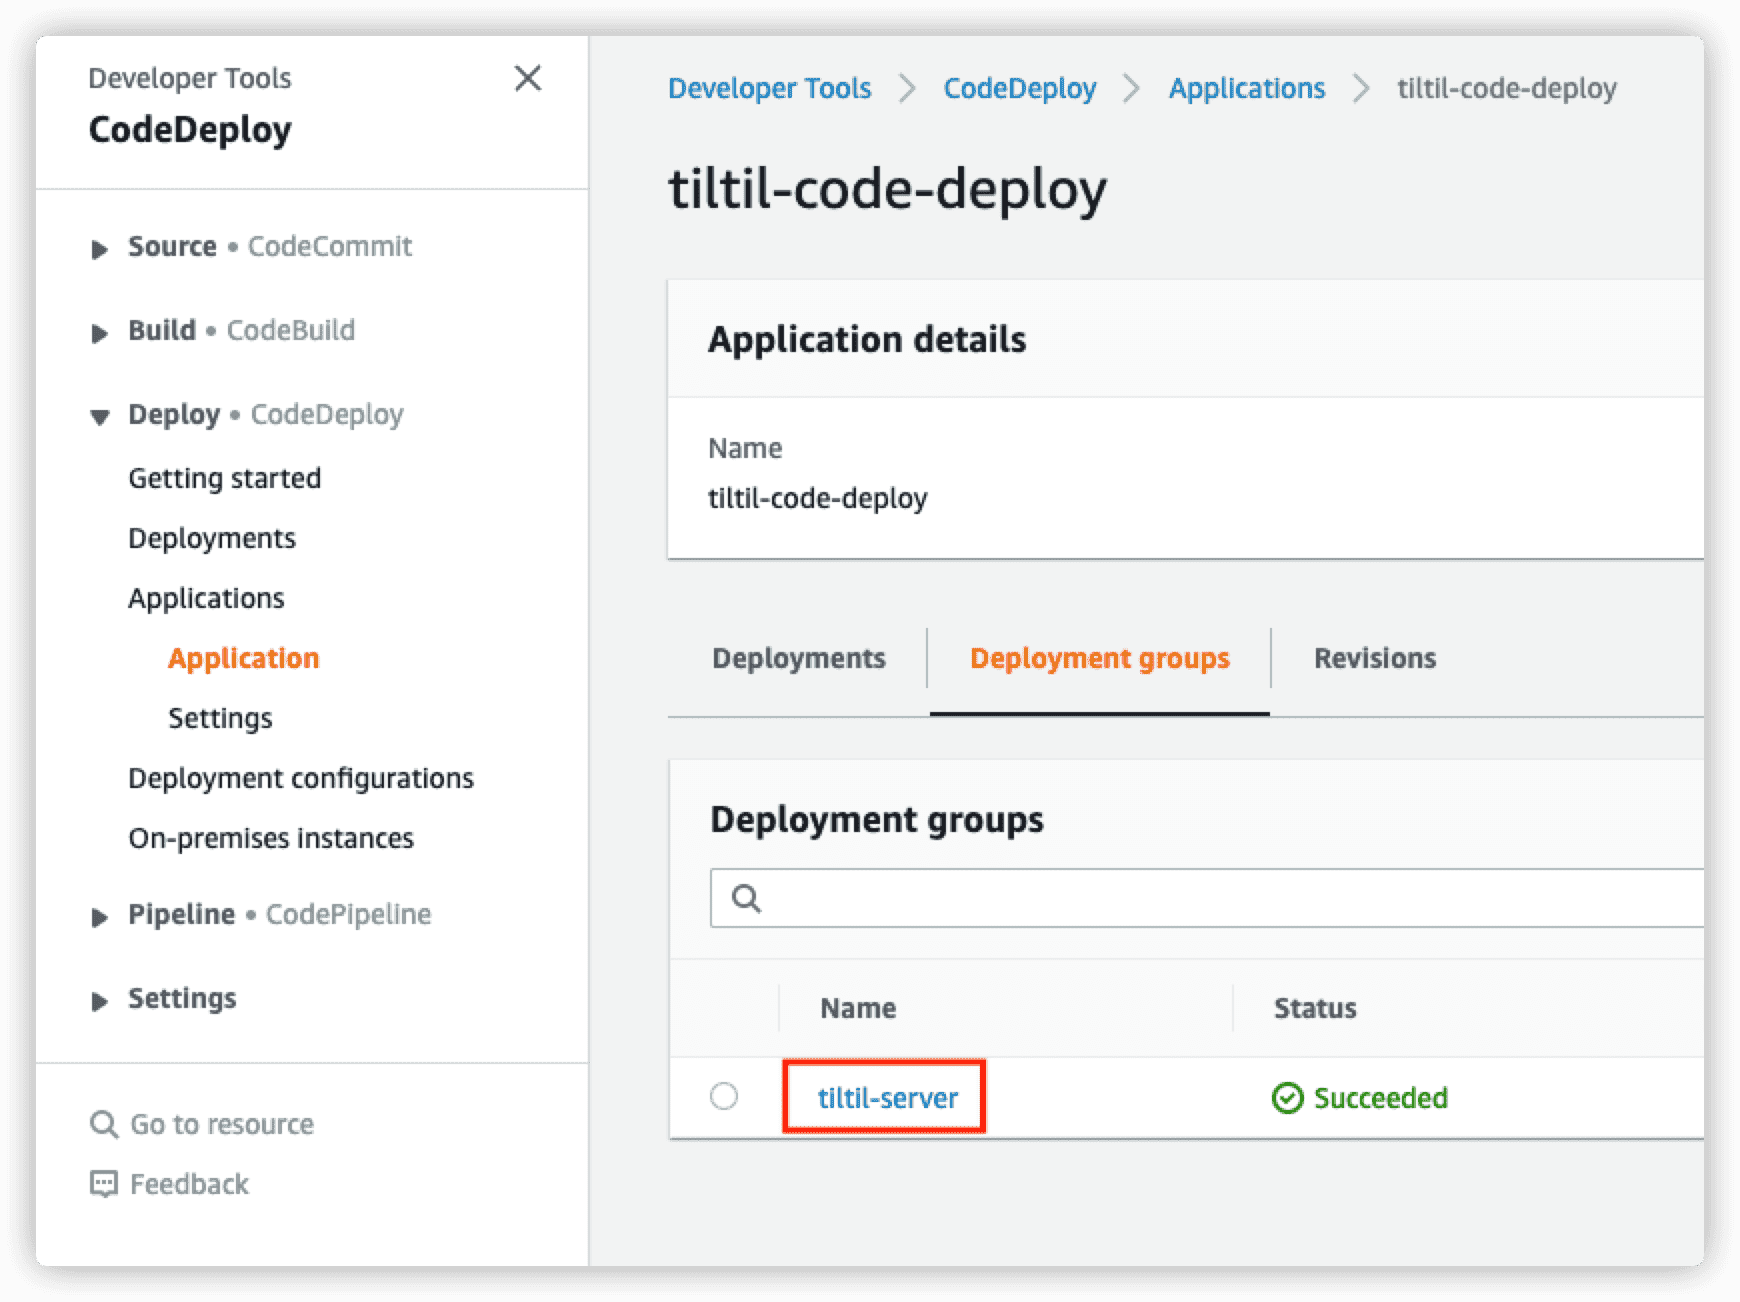 Developer Tools
CodeDeploy
Source • CodeCommit
Build • CodeBuild
Deploy • CodeDeploy
Getting started
Deployments
Applications
Application
Settings
Deployment configurations
On-premises instances
Pipeline • CodePipeline
Settings
Go to resource
Feedback
Developer Tools > CodeDeploy > Applications > tiltil-code-deploy
tiltil-code-deploy
Application details
Name
tiltil-code-deploy
Deployments Deployment groups Revisions
Deployment groups
Name Status
tiltil-server Succeeded